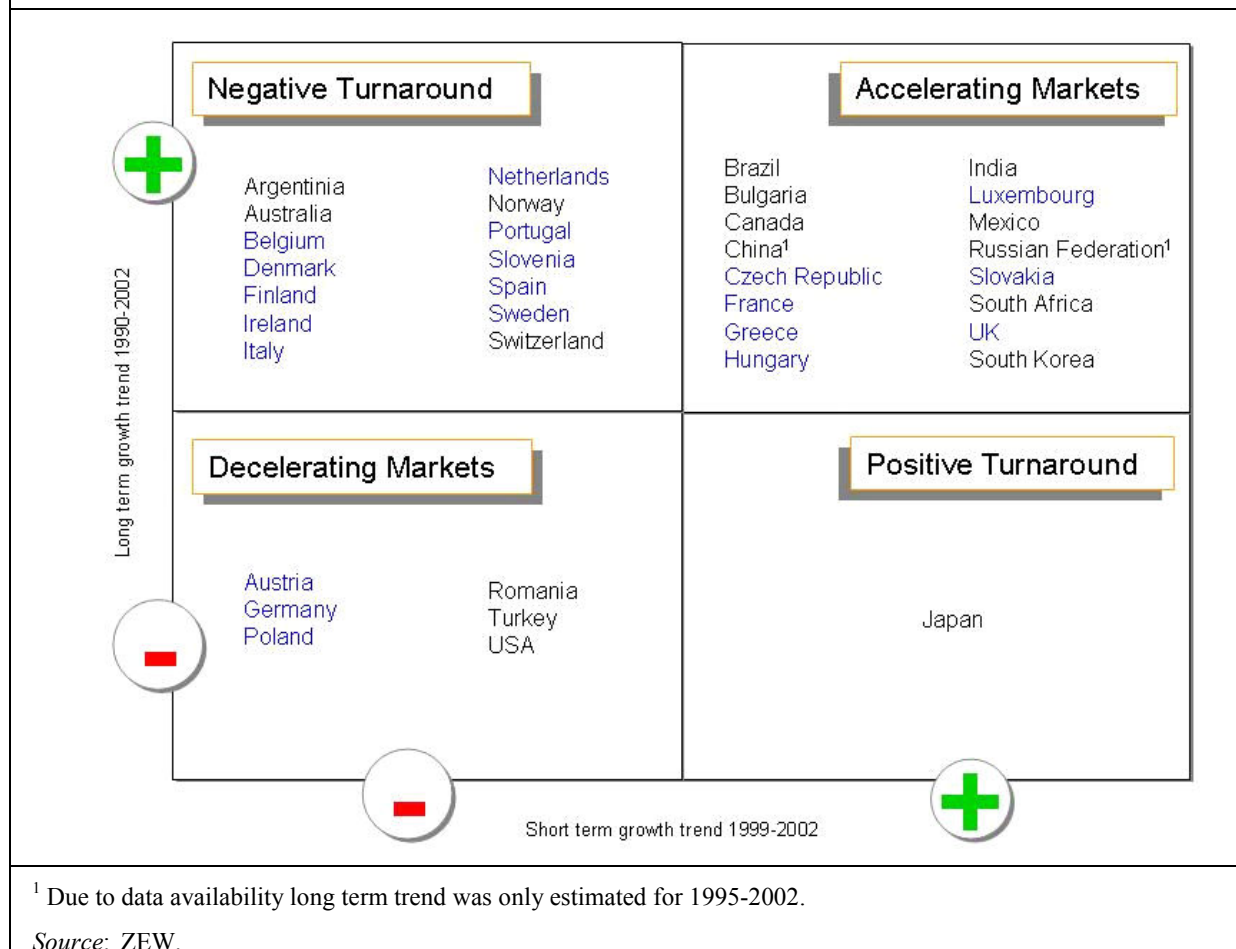 Negative Turnaround
Argentinia
Australia
Belgium
Denmark
Finland
Ireland
Italy
Netherlands
Norway
Portugal
Slovenia
Spain
Sweden
Switzerland
Accelerating Markets
Brazil
Bulgaria
Canada
China¹
Czech Republic
France
Greece
Hungary
India
Luxembourg
Mexico
Russian Federation¹
Slovakia
South Africa
UK
South Korea
Long term growth trend 1990-2002
Decelerating Markets
Austria
Germany
Poland
Romania
Turkey
USA
Positive Turnaround
Japan
Short term growth trend 1999-2002
¹ Due to data availability long term trend was only estimated for 1995-2002.
Source: ZEW.